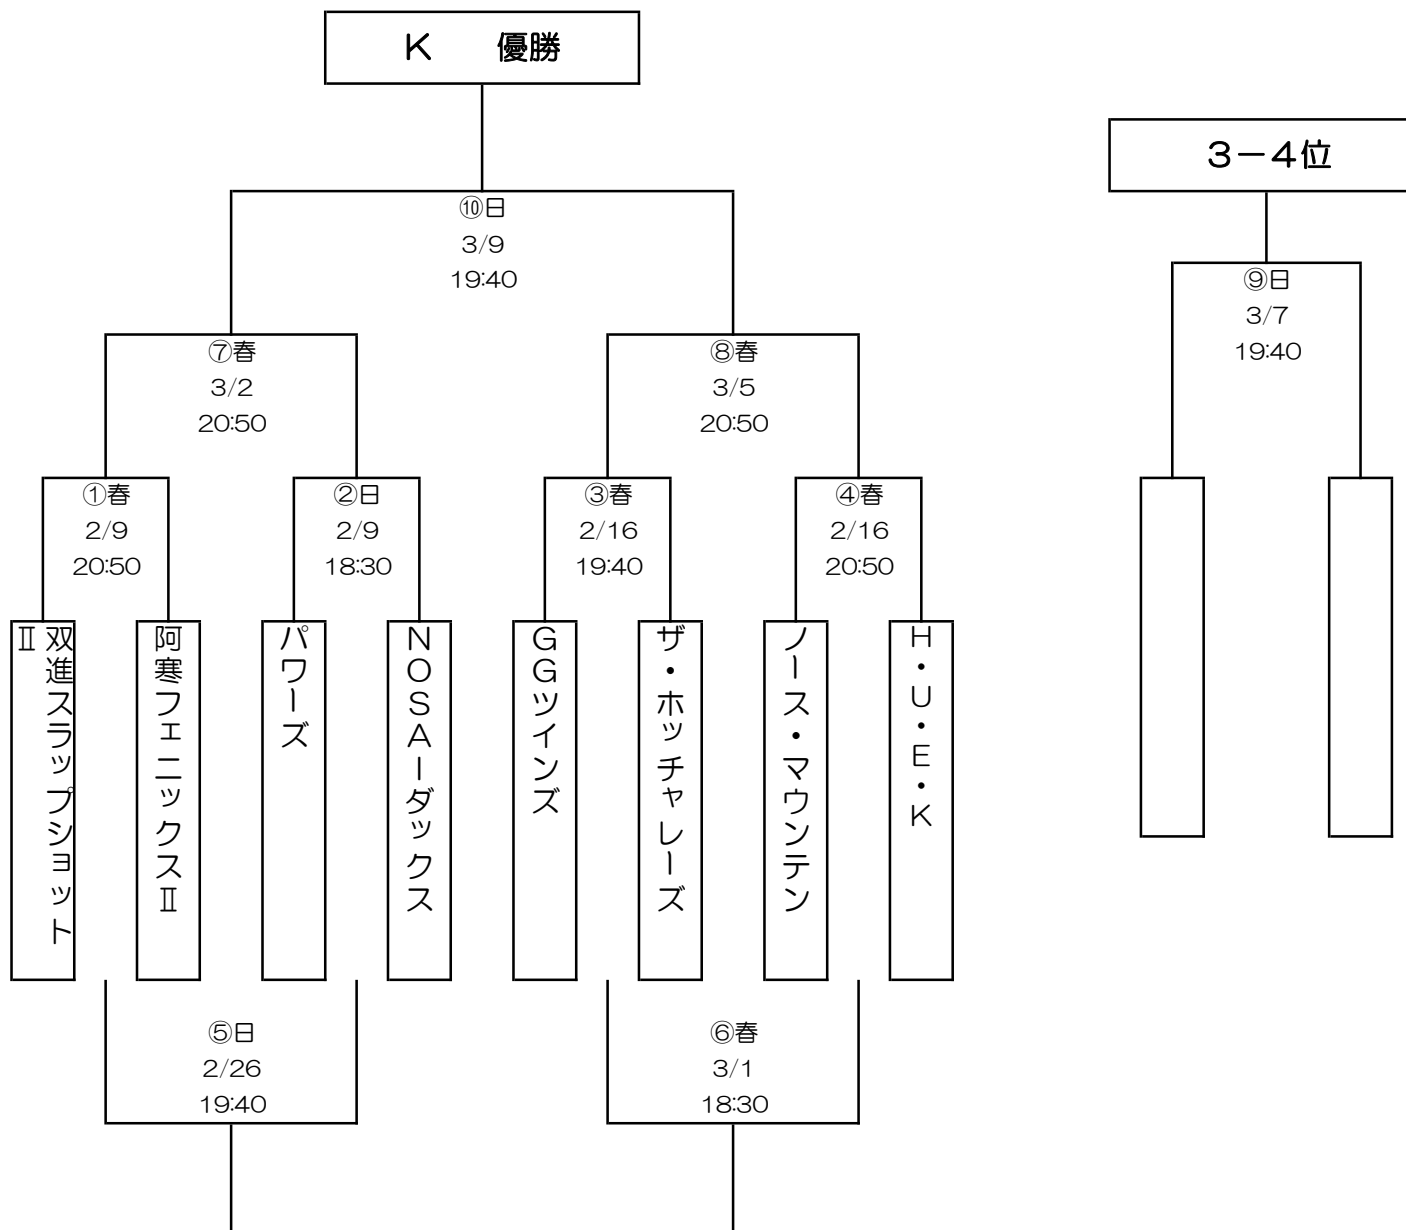 K 優勝
3－4位
⑩日
3/9
19:40
⑨日
3/7
19:40
⑦春
3/2
20:50
⑧春
3/5
20:50
①春
2/9
20:50
②日
2/9
18:30
③春
2/16
19:40
④春
2/16
20:50
双進スラップショット
Ⅱ
阿寒フェニックスⅡ
パワーズ
NOSAーダックス
GGツインズ
ザ・ホッチャレーズ
ノース・マウンテン
H・U・E・K
⑤日
2/26
19:40
⑥春
3/1
18:30